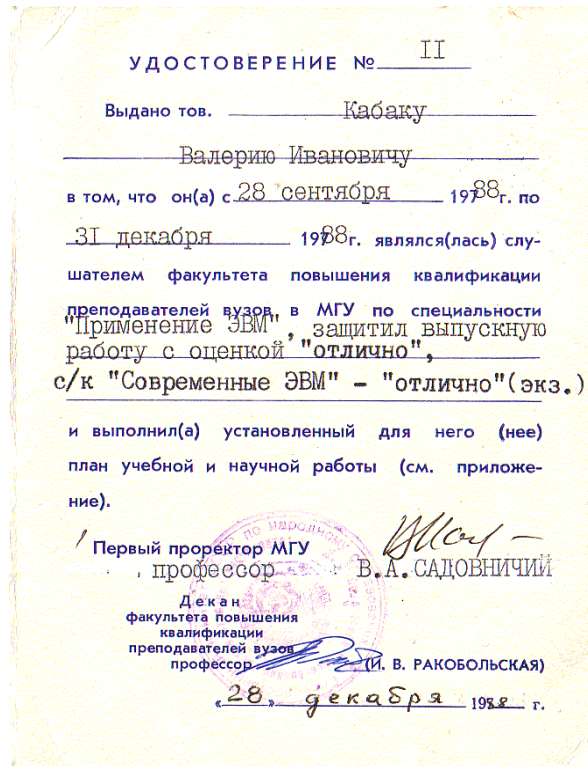 УДОСТОВЕРЕНИЕ № II
Выдано тов. Кабаку
Валерию Ивановичу
в том, что он(а) с 28 сентября 1988г. по
31 декабря 1988г. являлся(лась) слу-
шателем факультета повышения квалификации
преподавателей вузов в МГУ по специальности
"Применение ЭВМ", защитил выпускную
работу с оценкой "отлично",
с/к "Современные ЭВМ" - "отлично"(экз.)
и выполнил(а) установленный для него (нее)
план учебной и научной работы (см. приложе-
ние).
Первый проректор МГУ
профессор В.А.САДОВНИЧИЙ
Декан
факультета повышения
квалификации
преподавателей вузов
профессор (И. В. РАКОБОЛЬСКАЯ)
«28» декабря 1988 г.